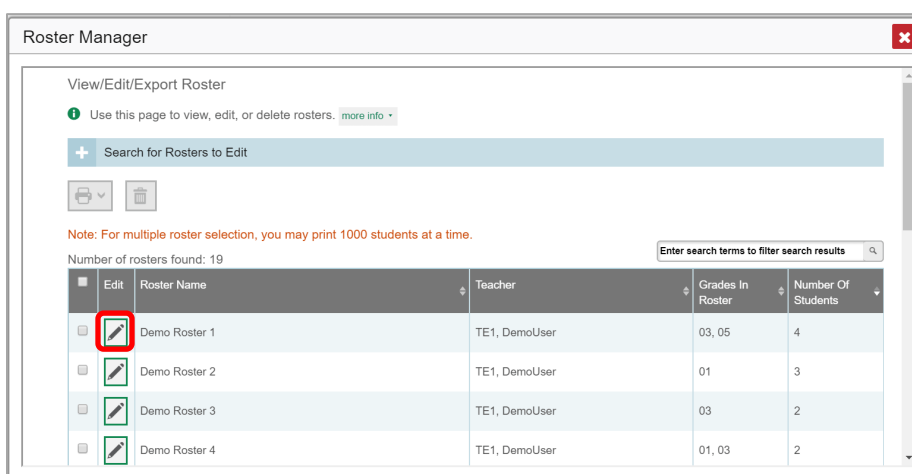 Roster Manager
View/Edit/Export Roster
Use this page to view, edit, or delete rosters. more info
Search for Rosters to Edit
Note: For multiple roster selection, you may print 1000 students at a time.
Enter search terms to filter search results
Number of rosters found: 19
Edit Roster Name Teacher Grades In Roster Number Of Students
Demo Roster 1 TE1, DemoUser 03, 05 4
Demo Roster 2 TE1, DemoUser 01 3
Demo Roster 3 TE1, DemoUser 03 2
Demo Roster 4 TE1, DemoUser 01, 03 2